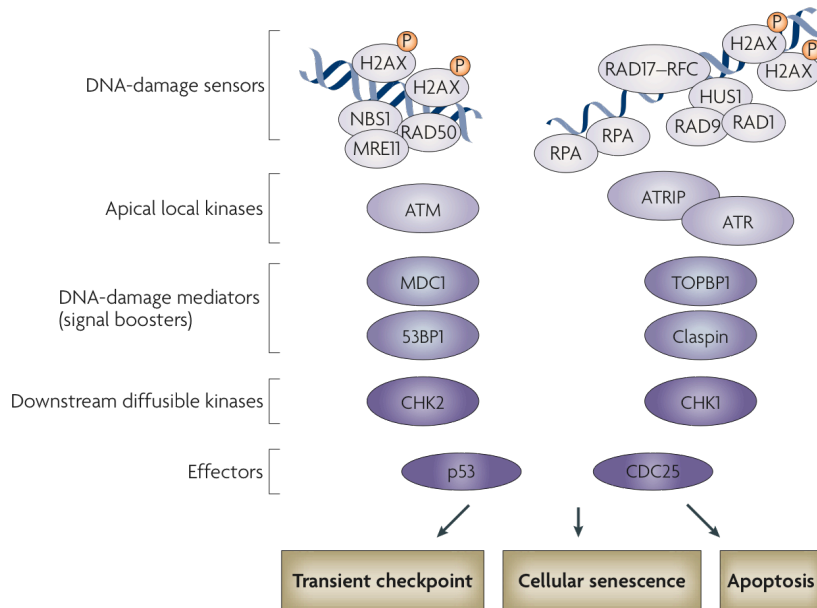 DNA-damage sensors
H2AX
P
H2AX
P
NBS1
RAD50
MRE11
H2AX
P
H2AX
P
RAD17–RFC
HUS1
RAD9
RAD1
RPA
RPA
Apical local kinases
ATM
ATRIP
ATR
DNA-damage mediators
(signal boosters)
MDC1
TOPBP1
53BP1
Claspin
Downstream diffusible kinases
CHK2
CHK1
Effectors
p53
CDC25
Transient checkpoint
Cellular senescence
Apoptosis